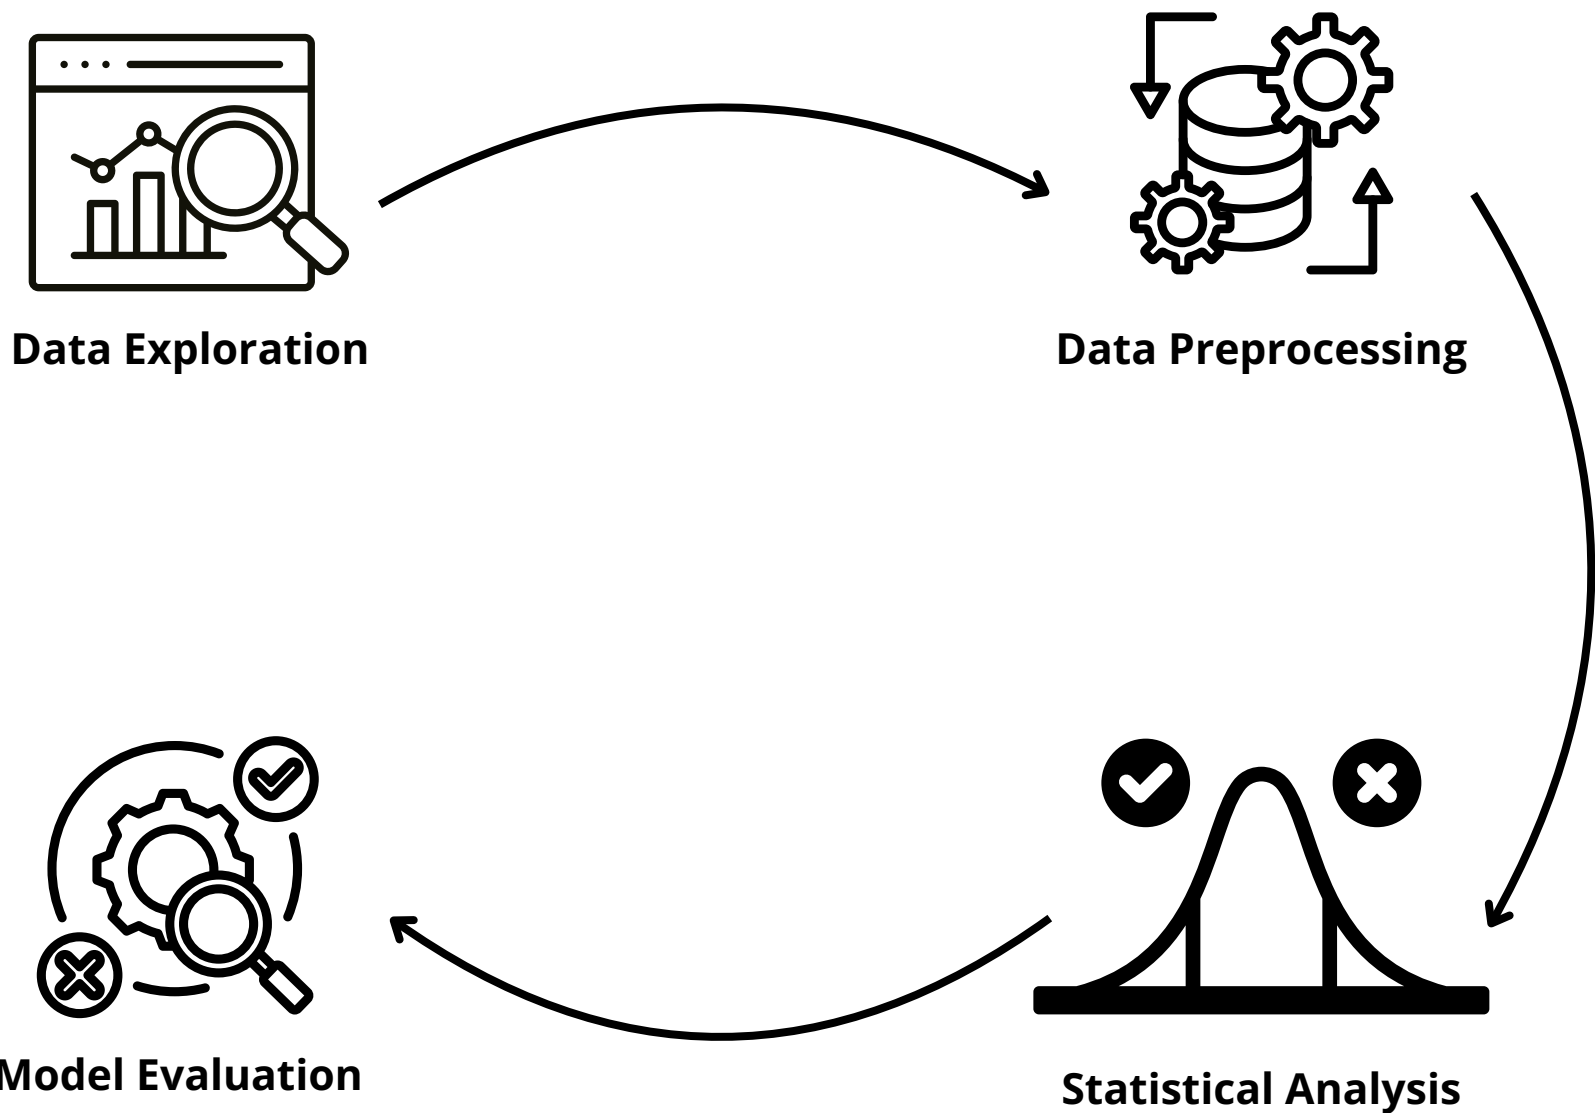 Data Exploration
Data Preprocessing
Model Evaluation
Statistical Analysis